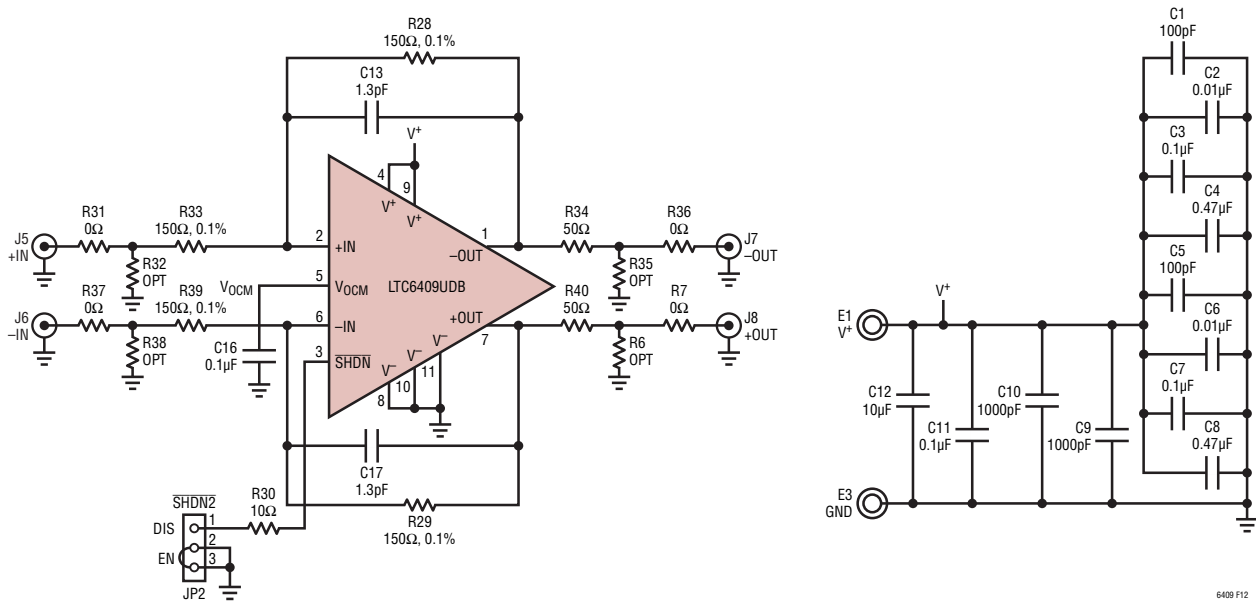 R28
150Ω, 0.1%
C13
1.3pF
V+
4
9
V+
V+
J5
+IN
R31
0Ω
R33
150Ω, 0.1%
R32
OPT
2
+IN
1
–OUT
R34
50Ω
R36
0Ω
J7
–OUT
R35
OPT
VOCM
5
VOCM
LTC6409UDB
J6
–IN
R37
0Ω
R39
150Ω, 0.1%
R38
OPT
6
–IN
+OUT
7
R40
50Ω
R7
0Ω
J8
+OUT
R6
OPT
C16
0.1µF
3
SHDN
V–
V–
V–
8
10
11
C17
1.3pF
R29
150Ω, 0.1%
SHDN2
DIS
EN
1
2
3
JP2
R30
10Ω
C1
100pF
C2
0.01µF
C3
0.1µF
C4
0.47µF
C5
100pF
C6
0.01µF
C7
0.1µF
C8
0.47µF
E1
V+
V+
C12
10µF
C11
0.1µF
C10
1000pF
C9
1000pF
E3
GND
6409 F12